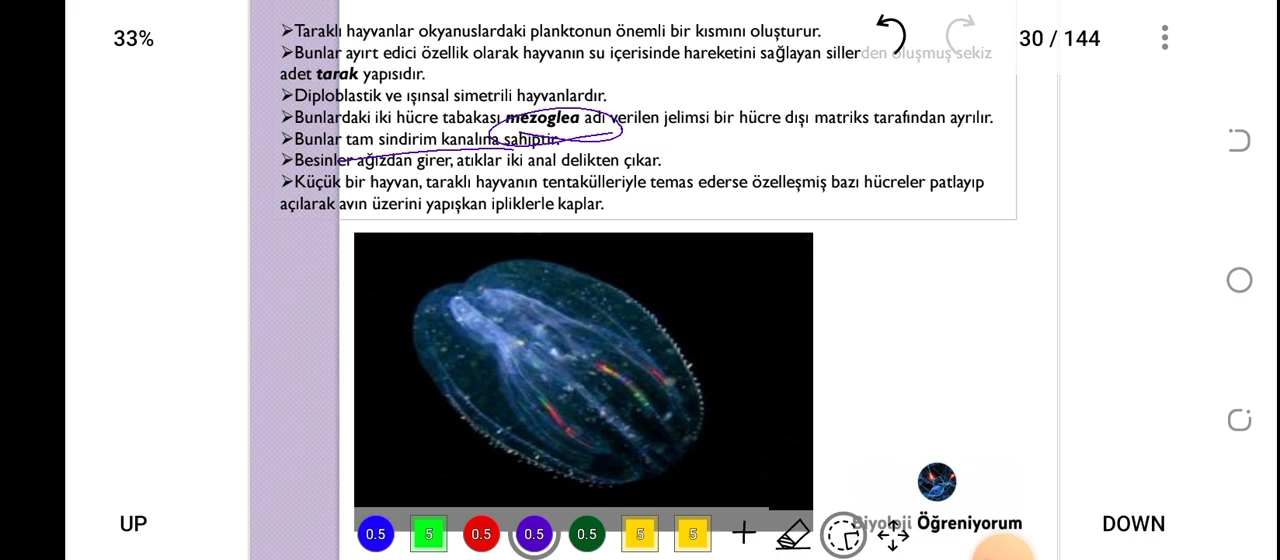 33%
30 / 144
➢Taraklı hayvanlar okyanuslardaki planktonun önemli bir kısmını oluşturur.
➢Bunlar ayırt edici özellik olarak hayvanın su içerisinde hareketini sağlayan sillerden oluşmuş sekiz
adet tarak yapısıdır.
➢Diploblastik ve ışınsal simetrili hayvanlardır.
➢Bunlardaki iki hücre tabakası mezoglea adı verilen jelimsi bir hücre dışı matriks tarafından ayrılır.
➢Bunlar tam sindirim kanalına sahiptir.
➢Besinler ağızdan girer, atıklar iki anal delikten çıkar.
➢Küçük bir hayvan, taraklı hayvanın tentakülleriyle temas ederse özelleşmiş bazı hücreler patlayıp
açılarak avın üzerini yapışkan ipliklerle kaplar.
UP
0.5 5 0.5 0.5 0.5 5 5
Biyoloji Öğreniyorum
DOWN